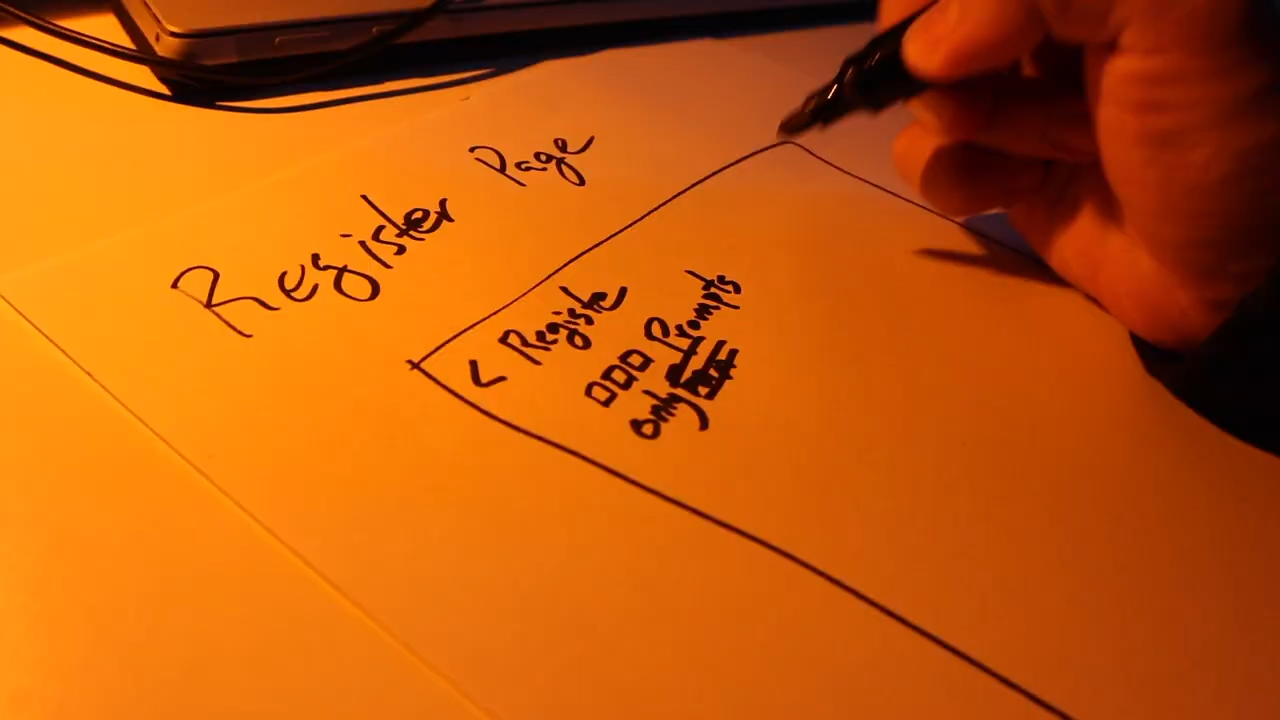 Register Page
< Registe
Prompts
only